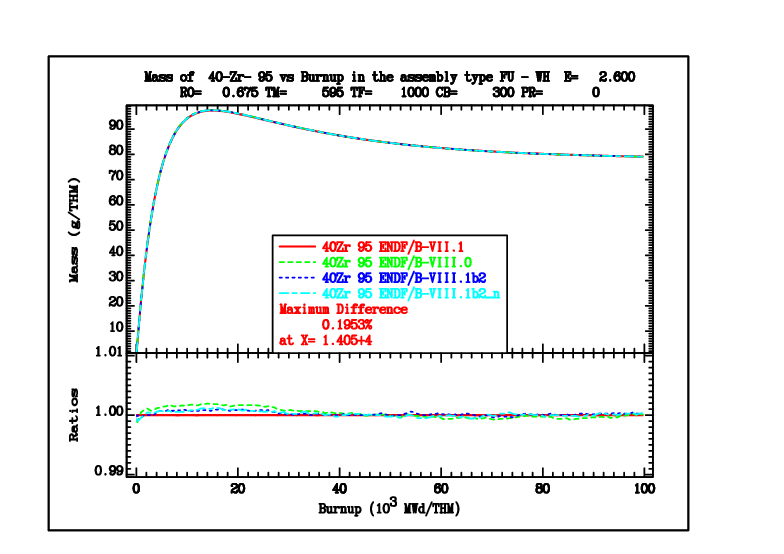 Mass of 40-Zr- 95 vs Burnup in the assembly type FU - WH E= 2.600
RO= 0.675 TM= 595 TF= 1000 CB= 300 PR= 0
Mass (g/THM)
90
80
70
60
50
40
30
20
10
1.01
40Zr 95 ENDF/B-VII.1
40Zr 95 ENDF/B-VIII.0
40Zr 95 ENDF/B-VIII.1b2
40Zr 95 ENDF/B-VIII.1b2_n
Maximum Difference
0.1953%
at X= 1.405+4
Ratios
1.00
0.99
0 20 40 60 80 100
Burnup (10³ MWd/THM)